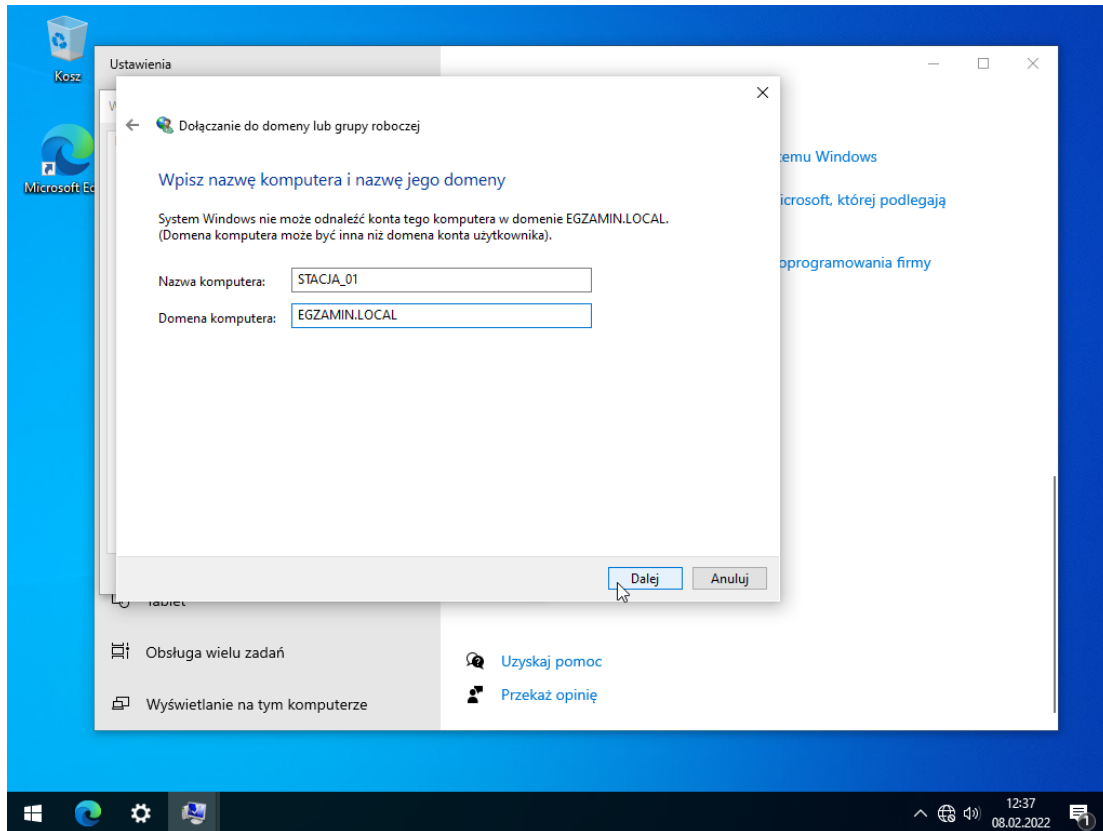 Kosz
Microsoft Ed
Ustawienia
W
Dołączanie do domeny lub grupy roboczej
Wpisz nazwę komputera i nazwę jego domeny
System Windows nie może odnaleźć konta tego komputera w domenie EGZAMIN.LOCAL.
(Domena komputera może być inna niż domena konta użytkownika).
Nazwa komputera: STACJA_01
Domena komputera: EGZAMIN.LOCAL
Dalej
Anuluj
emu Windows
icrosoft, której podlegają
oprogramowania firmy
Tablet
Obsługa wielu zadań
Wyświetlanie na tym komputerze
Uzyskaj pomoc
Przekaż opinię
12:37
08.02.2022
1